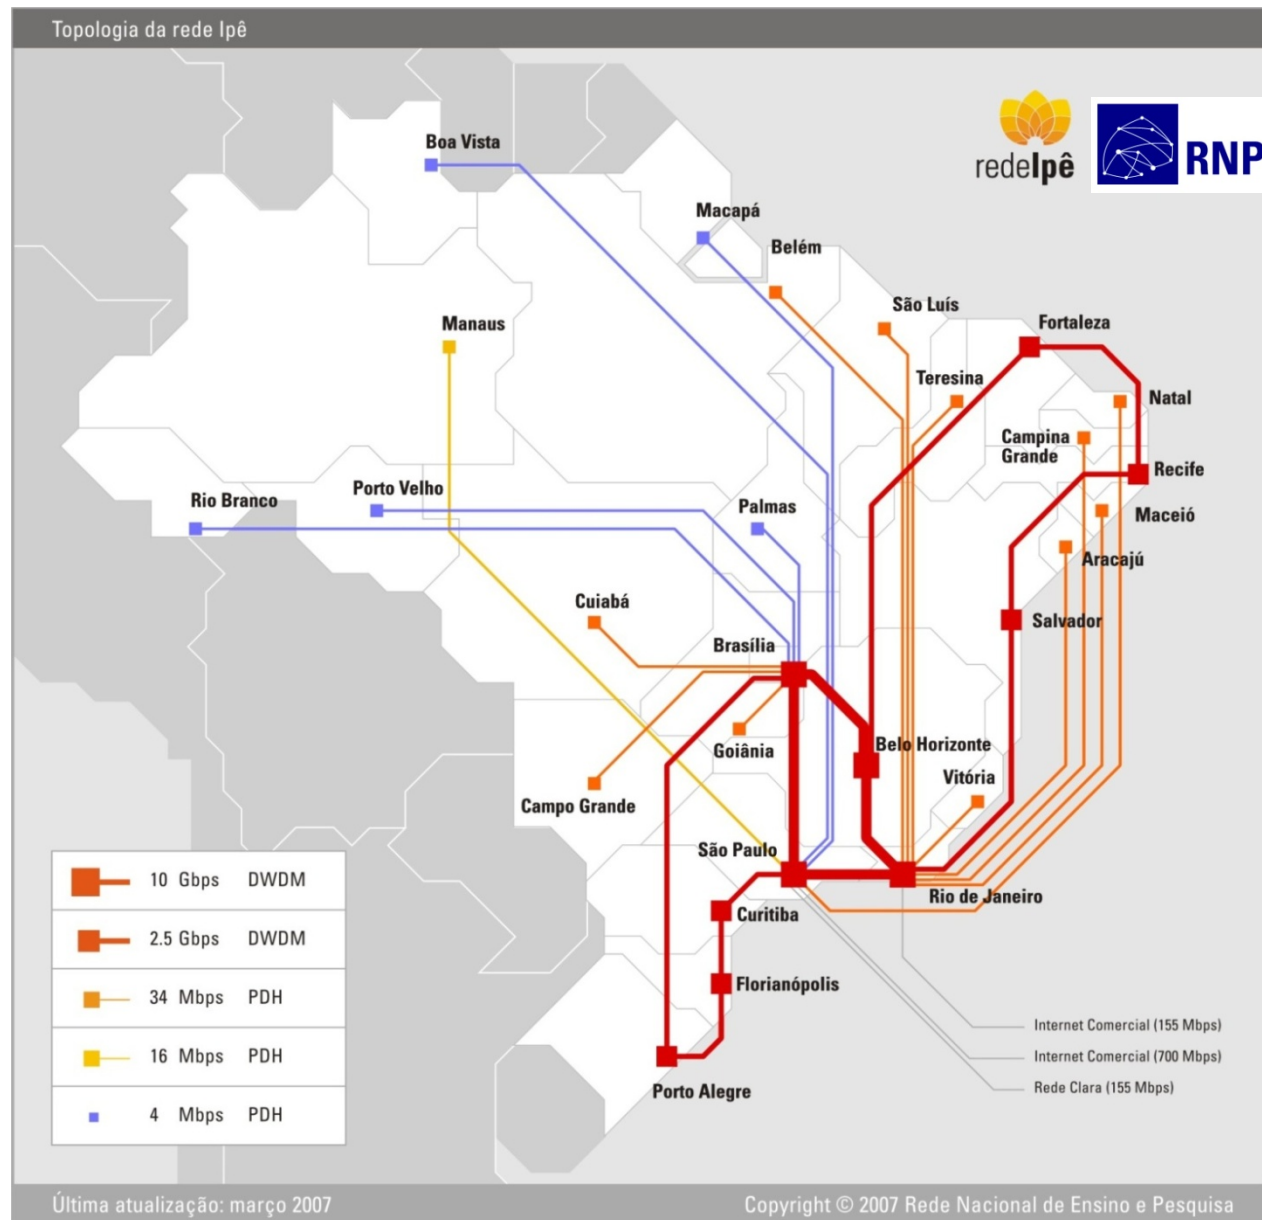 Topologia da rede Ipê
redeIpê
RNP
Boa Vista
Macapá
Belém
São Luís
Fortaleza
Manaus
Teresina
Natal
Campina
Grande
Recife
Rio Branco
Porto Velho
Palmas
Maceió
Aracajú
Cuiabá
Salvador
Brasília
Goiânia
Belo Horizonte
Vitória
Campo Grande
São Paulo
Rio de Janeiro
Curitiba
Florianópolis
Porto Alegre
10 Gbps DWDM
2.5 Gbps DWDM
34 Mbps PDH
16 Mbps PDH
4 Mbps PDH
Internet Comercial (155 Mbps)
Internet Comercial (700 Mbps)
Rede Clara (155 Mbps)
Última atualização: março 2007
Copyright © 2007 Rede Nacional de Ensino e Pesquisa